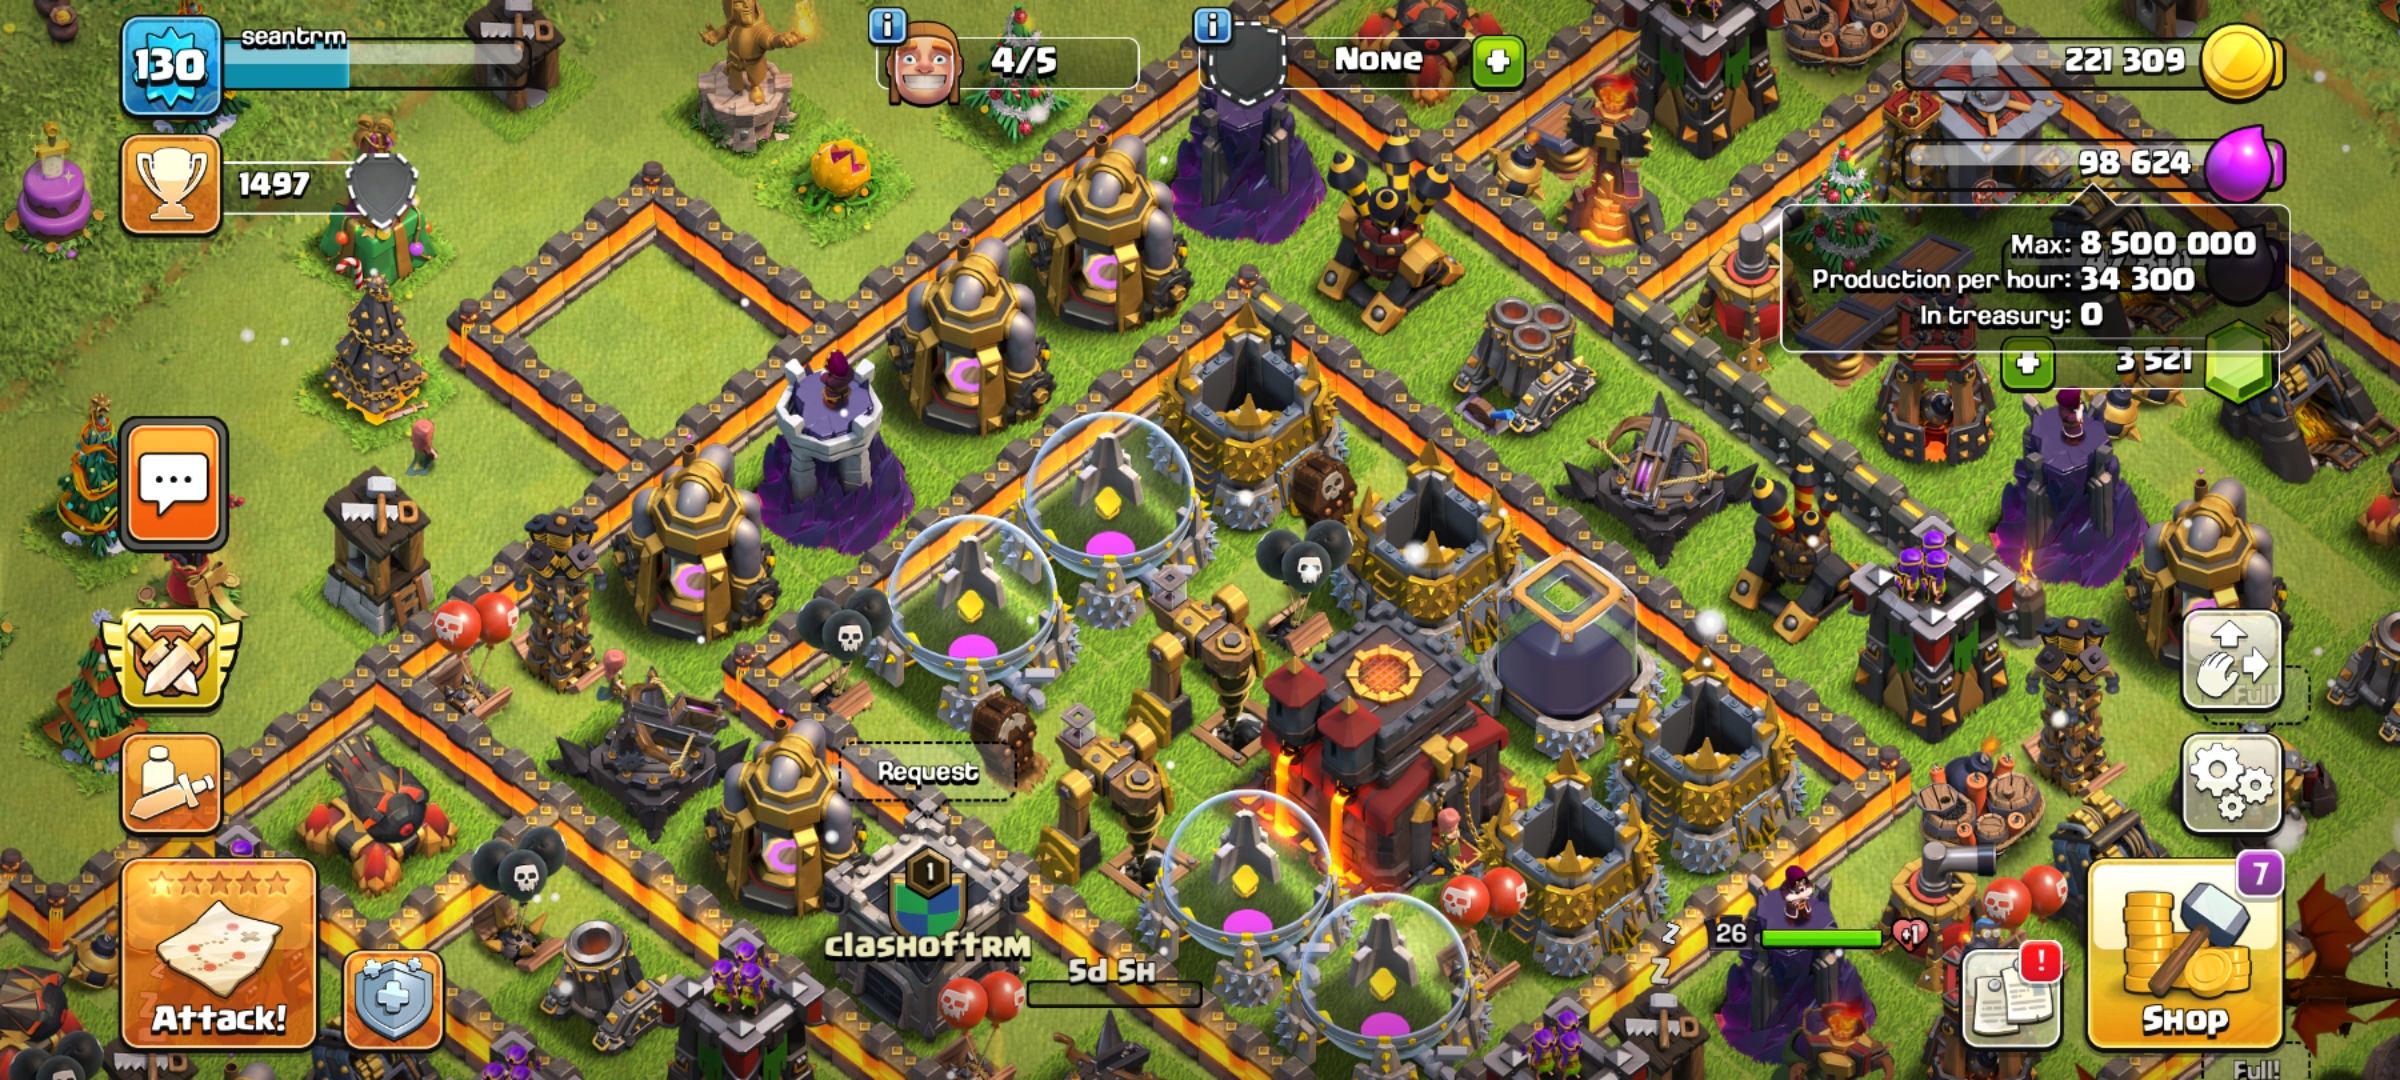 130
seantrm
4/5
None
221 309
1497
98 624
Max: 8 500 000
Production per hour: 34 300
In treasury: 0
3 521
Full!
Request
1
clashoftrm
5d 5h
26
+1
7
!
Attack!
Shop
Full!